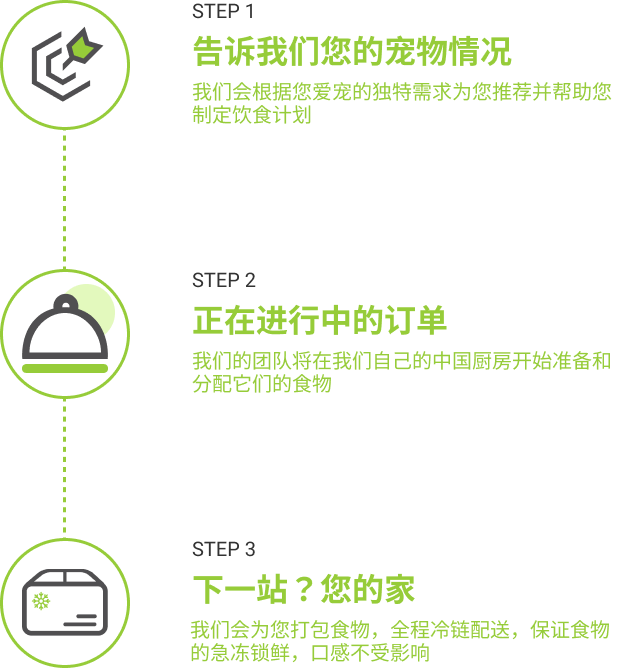 STEP 1
告诉我们您的宠物情况
我们会根据您爱宠的独特需求为您推荐并帮助您
制定饮食计划
STEP 2
正在进行中的订单
我们的团队将在我们自己的中国厨房开始准备和
分配它们的食物
STEP 3
下一站？您的家
我们会为您打包食物，全程冷链配送，保证食物
的急冻锁鲜，口感不受影响